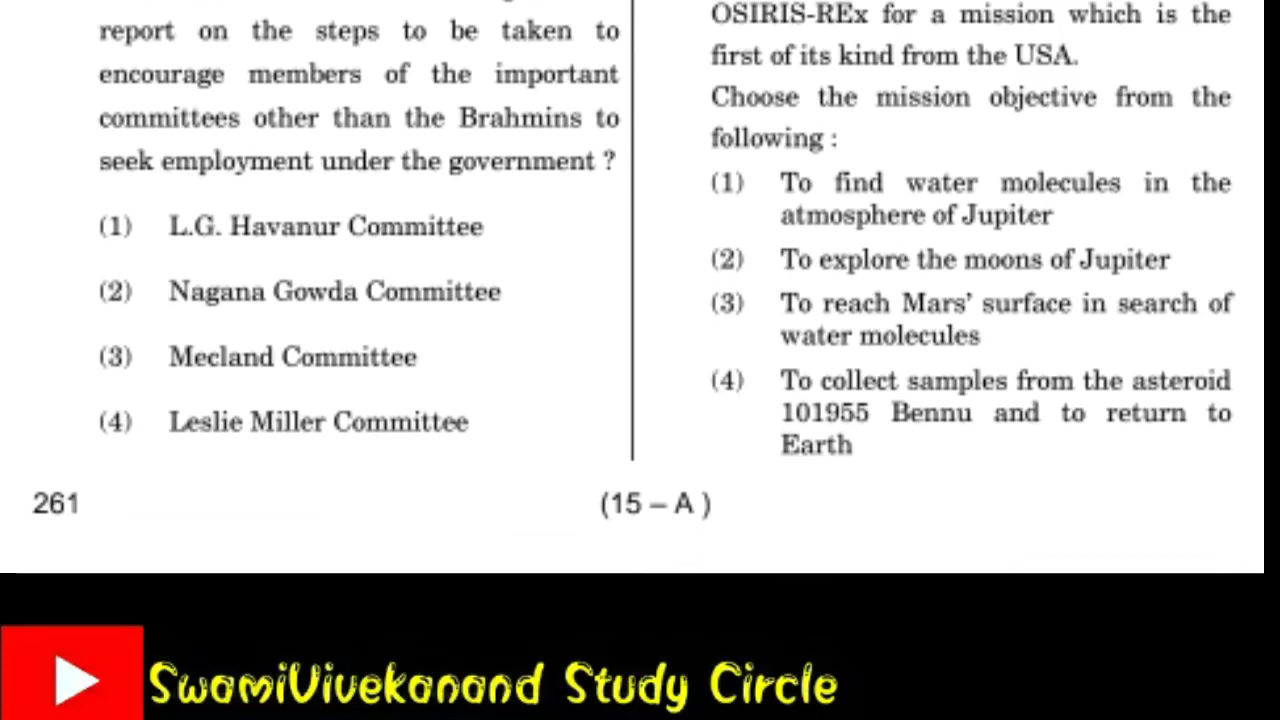 report on the steps to be taken to
encourage members of the important
committees other than the Brahmins to
seek employment under the government ?
(1) L.G. Havanur Committee
(2) Nagana Gowda Committee
(3) Mecland Committee
(4) Leslie Miller Committee
OSIRIS-REx for a mission which is the
first of its kind from the USA.
Choose the mission objective from the
following :
(1) To find water molecules in the
atmosphere of Jupiter
(2) To explore the moons of Jupiter
(3) To reach Mars’ surface in search of
water molecules
(4) To collect samples from the asteroid
101955 Bennu and to return to
Earth
261
(15 – A )
SwamiVivekanand Study Circle